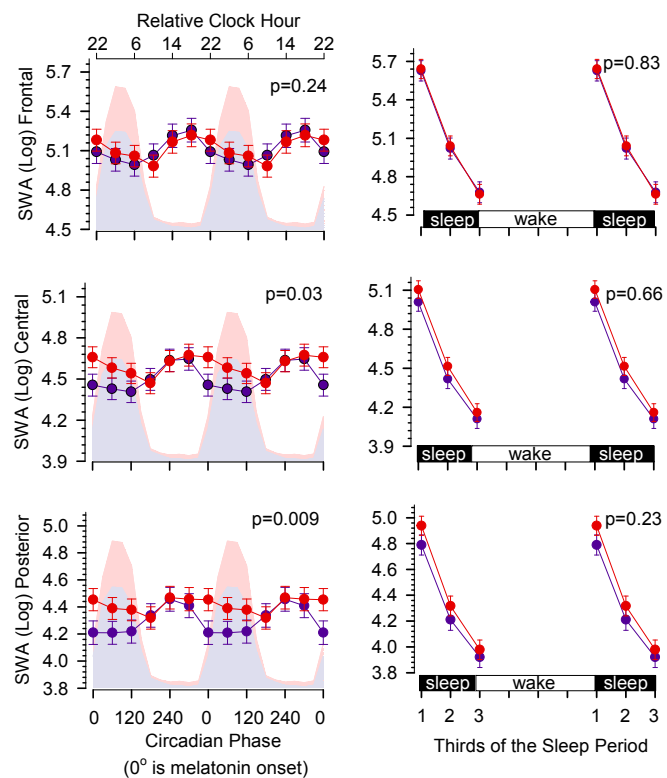 Relative Clock Hour
22 6 14 22 6 14 22
SWA (Log) Frontal
5.7
5.4
5.1
4.8
4.5
p=0.24
5.7
5.4
5.1
4.8
4.5
p=0.83
sleep wake sleep
SWA (Log) Central
5.1
4.8
4.5
4.2
3.9
p=0.03
5.1
4.8
4.5
4.2
3.9
p=0.66
sleep wake sleep
SWA (Log) Posterior
5.0
4.8
4.6
4.4
4.2
4.0
3.8
p=0.009
5.0
4.8
4.6
4.4
4.2
4.0
3.8
p=0.23
sleep wake sleep
0 120 240 0 120 240 0
Circadian Phase
(0° is melatonin onset)
1 2 3 1 2 3
Thirds of the Sleep Period